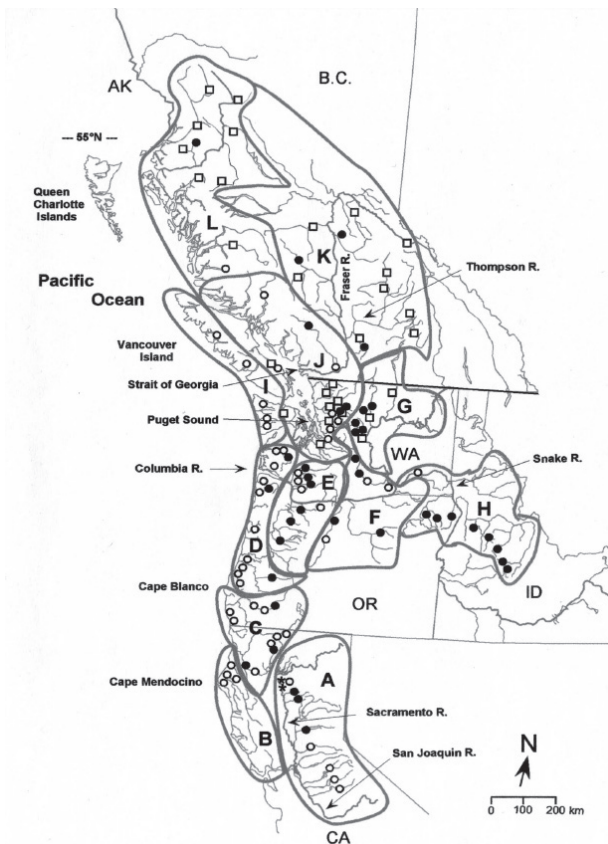 AK
B.C.
--- 55°N ---
Queen
Charlotte
Islands
L
K
Fraser R.
Thompson R.
Pacific
Ocean
Vancouver
Island
J
Strait of Georgia
I
G
Puget Sound
WA
Columbia R.
Snake R.
E
H
F
D
ID
Cape Blanco
OR
C
A
Cape Mendocino
Sacramento R.
B
San Joaquin R.
N
0 100 200 km
CA